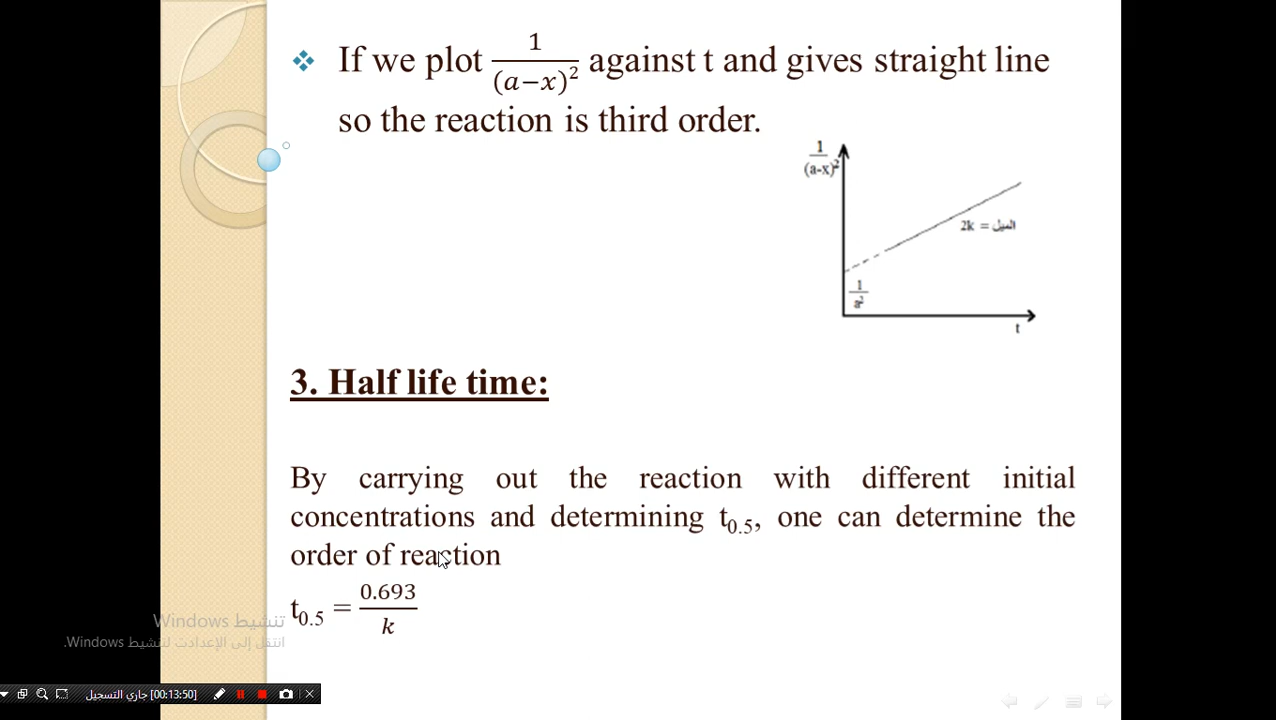 ❖ If we plot 1/(a−x)² against t and gives straight line
so the reaction is third order.
1/(a-x)²
2k = الميل
1/a²
t
3. Half life time:
By carrying out the reaction with different initial
concentrations and determining t₀.₅, one can determine the
order of reaction
t₀.₅ = 0.693/k
تنشيط Windows
انتقل إلى الإعدادت لتنشيط Windows.
جاري التسجيل [00:13:50]